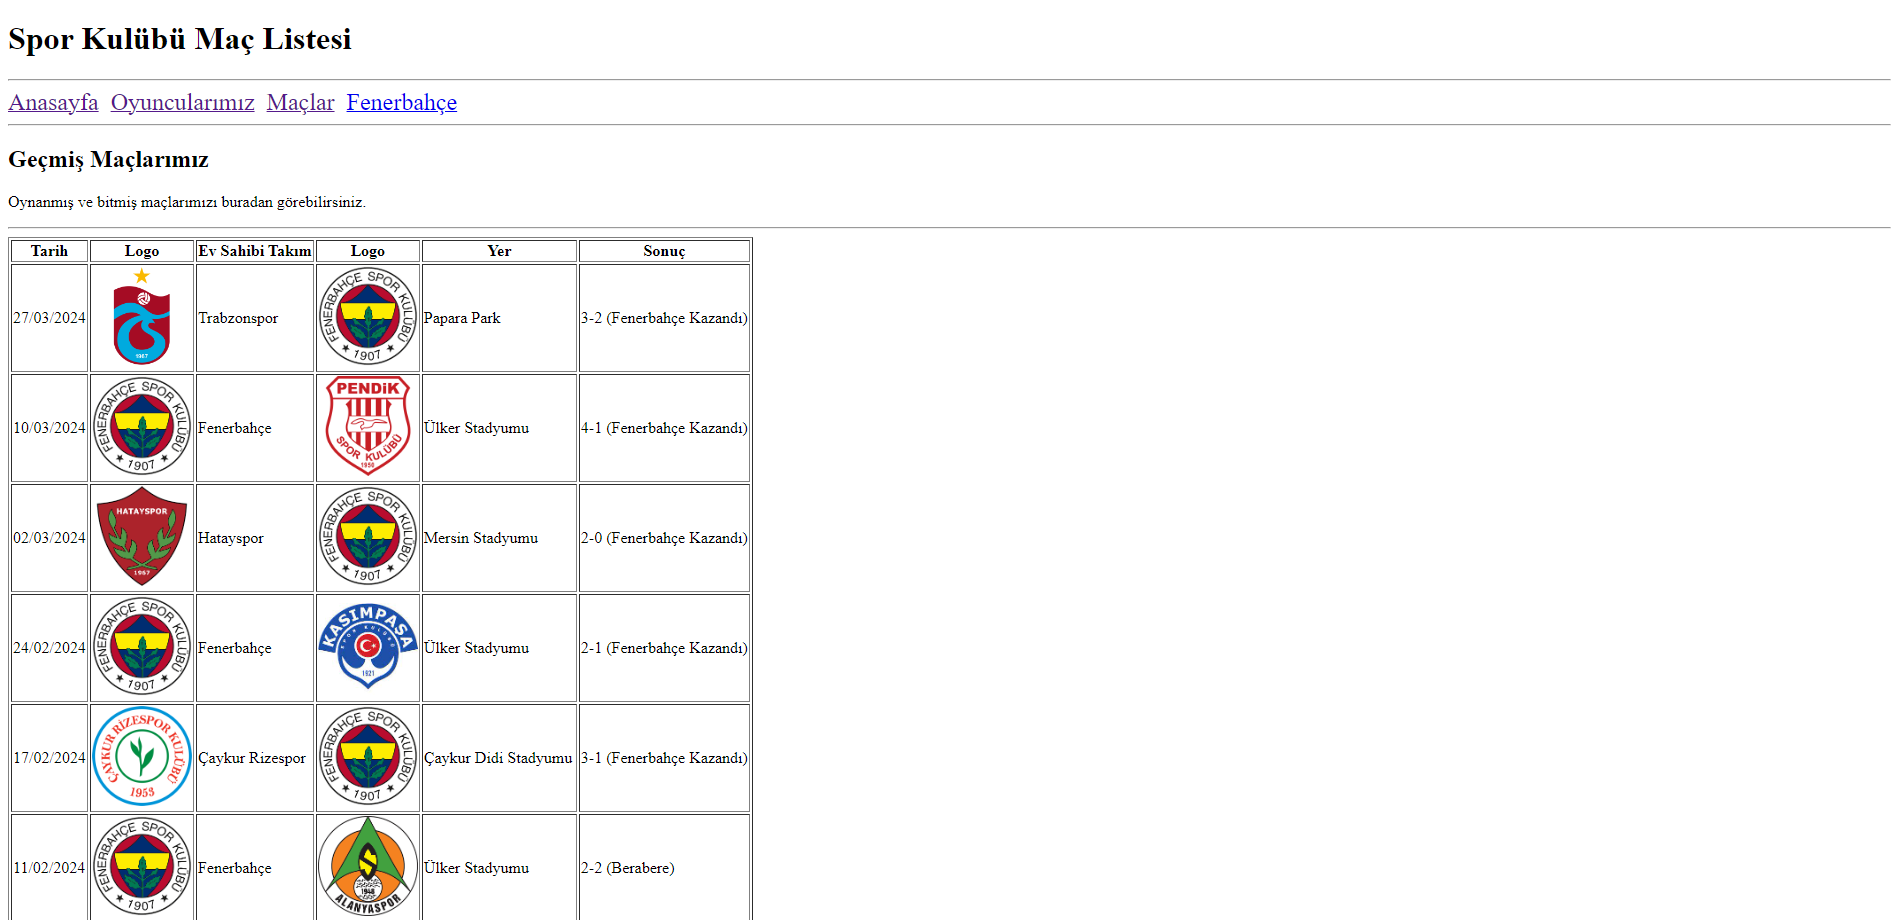 Spor Kulübü Maç Listesi
Anasayfa Oyuncularımız Maçlar Fenerbahçe
Geçmiş Maçlarımız
Oynanmış ve bitmiş maçlarımızı buradan görebilirsiniz.
Tarih Logo Ev Sahibi Takım Logo Yer Sonuç
27/03/2024 1967 Trabzonspor FENERBAHÇE SPOR KULÜBÜ 1907 Papara Park 3-2 (Fenerbahçe Kazandı)
10/03/2024 FENERBAHÇE SPOR KULÜBÜ 1907 Fenerbahçe PENDİK SPOR KULÜBÜ 1950 Ülker Stadyumu 4-1 (Fenerbahçe Kazandı)
02/03/2024 HATAYSPOR 1967 Hatayspor FENERBAHÇE SPOR KULÜBÜ 1907 Mersin Stadyumu 2-0 (Fenerbahçe Kazandı)
24/02/2024 FENERBAHÇE SPOR KULÜBÜ 1907 Fenerbahçe KASIMPAŞA SPOR KULÜBÜ 1921 Ülker Stadyumu 2-1 (Fenerbahçe Kazandı)
17/02/2024 ÇAYKUR RİZESPOR KULÜBÜ 1953 Çaykur Rizespor FENERBAHÇE SPOR KULÜBÜ 1907 Çaykur Didi Stadyumu 3-1 (Fenerbahçe Kazandı)
11/02/2024 FENERBAHÇE SPOR KULÜBÜ 1907 Fenerbahçe 1948 ALANYASPOR Ülker Stadyumu 2-2 (Berabere)